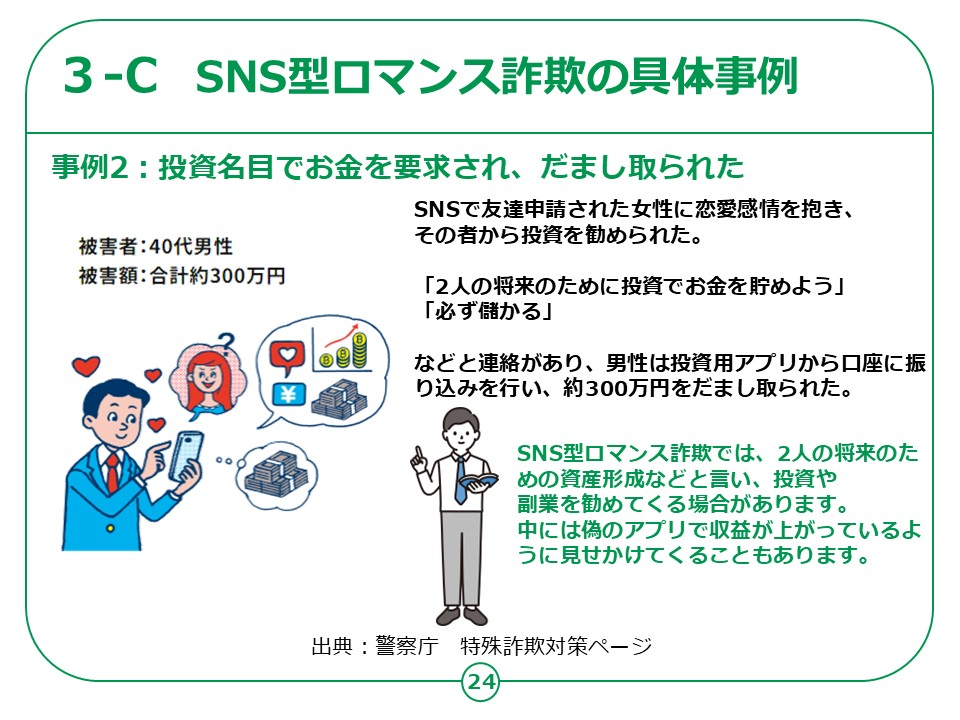 ３-C　SNS型ロマンス詐欺の具体事例
事例2：投資名目でお金を要求され、だまし取られた
被害者：40代男性
被害額：合計約300万円
SNSで友達申請された女性に恋愛感情を抱き、
その者から投資を勧められた。
「2人の将来のために投資でお金を貯めよう」
「必ず儲かる」
などと連絡があり、男性は投資用アプリから口座に振
り込みを行い、約300万円をだまし取られた。
?
¥
SNS型ロマンス詐欺では、2人の将来のた
めの資産形成などと言い、投資や
副業を勧めてくる場合があります。
中には偽のアプリで収益が上がっているよ
うに見せかけてくることもあります。
出典：警察庁　特殊詐欺対策ページ
24